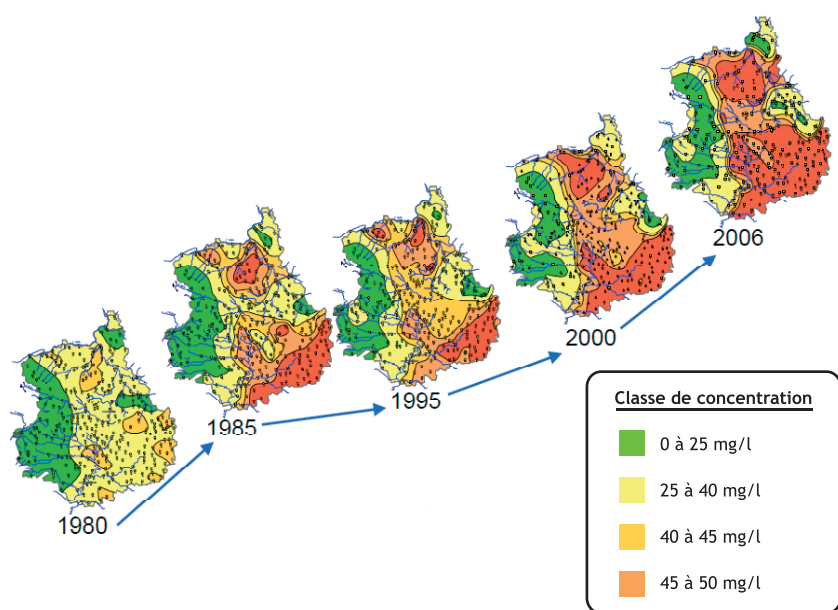 2006
2000
1995
1985
1980
Classe de concentration
0 à 25 mg/l
25 à 40 mg/l
40 à 45 mg/l
45 à 50 mg/l